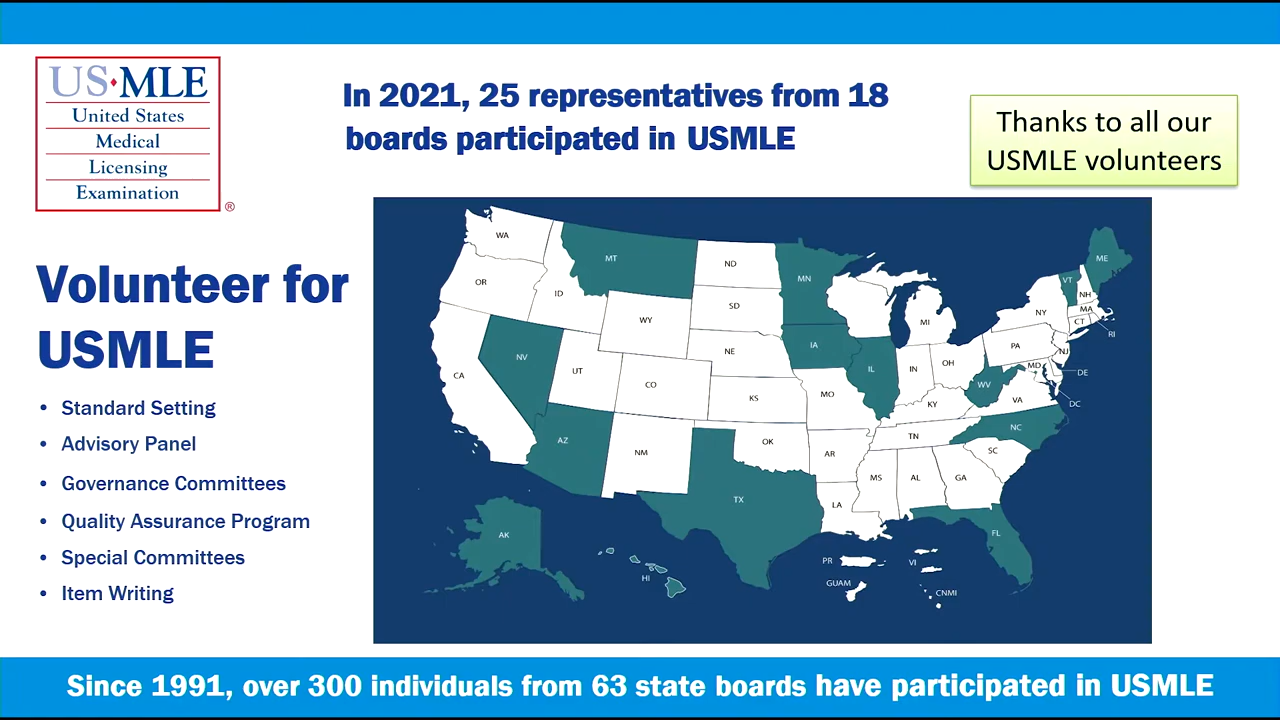 US♦MLE
United States
Medical
Licensing
Examination
®
In 2021, 25 representatives from 18
boards participated in USMLE
Thanks to all our
USMLE volunteers
Volunteer for
USMLE
• Standard Setting
• Advisory Panel
• Governance Committees
• Quality Assurance Program
• Special Committees
• Item Writing
WA
MT
ND
MN
ME
VT
NH
OR
ID
SD
WY
MI
NY
MA
CT
RI
NV
NE
IA
PA
NJ
CA
UT
CO
IL
IN
OH
MD
DE
WV
KS
MO
KY
VA
DC
AZ
NM
OK
AR
TN
NC
SC
TX
MS
AL
GA
LA
AK
FL
HI
PR
VI
GUAM
CNMI
Since 1991, over 300 individuals from 63 state boards have participated in USMLE